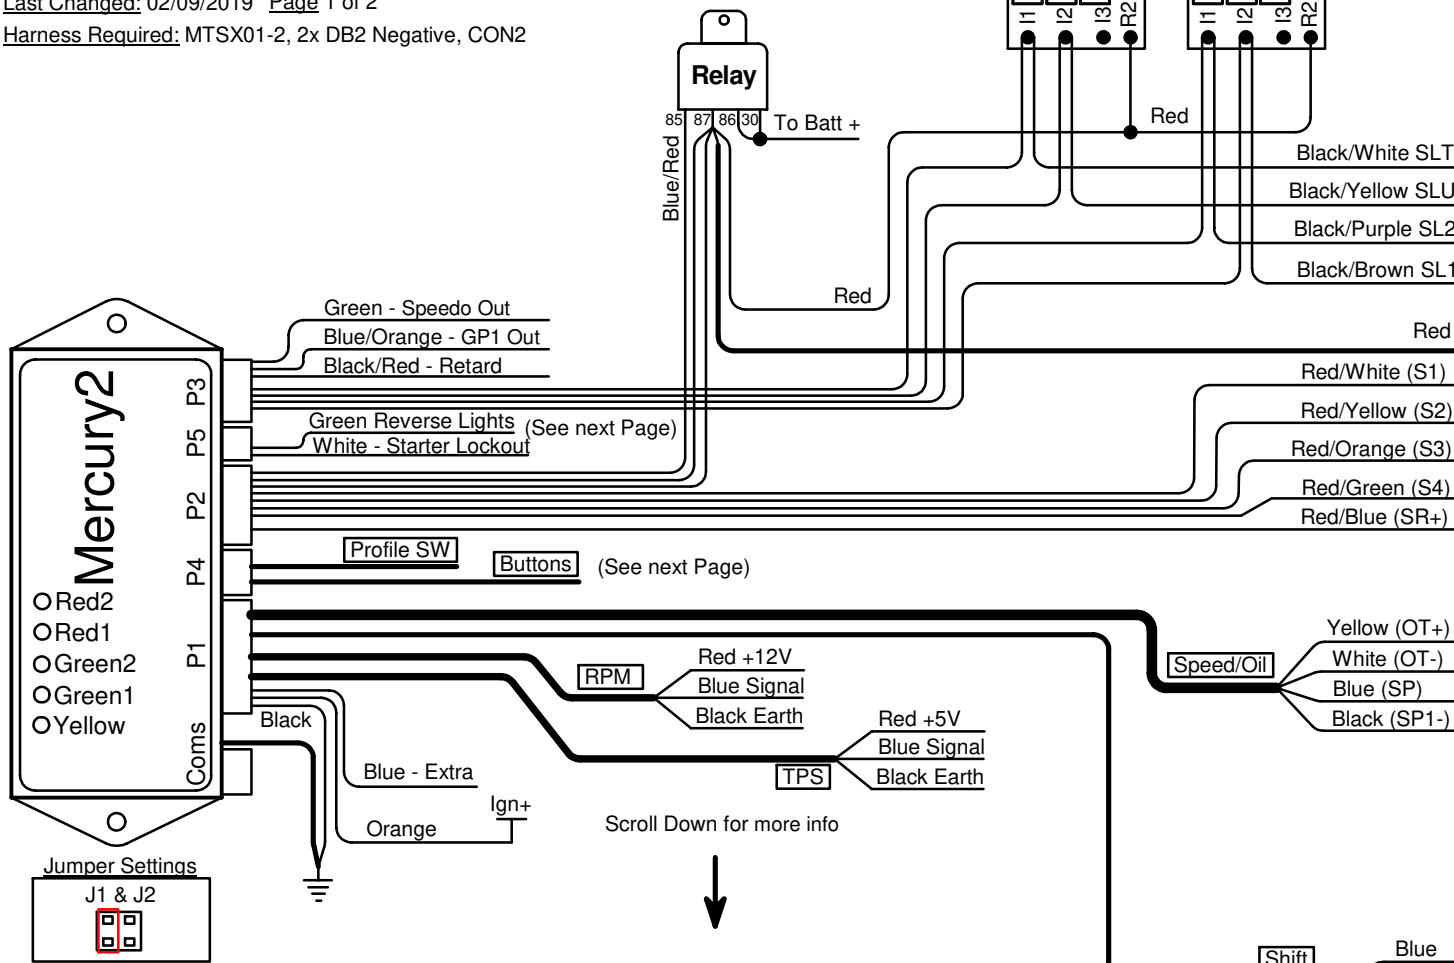 Last Changed: 02/09/2019 Page 1 of 2
Harness Required: MTSX01-2, 2x DB2 Negative, CON2
I1 I2 I3 R2
I1 I2 I3 R2
Relay
85 87 86 30
To Batt +
Blue/Red
Red
Red
Black/White SLT
Black/Yellow SLU
Black/Purple SL2
Black/Brown SL1
Red
Red/White (S1)
Red/Yellow (S2)
Red/Orange (S3)
Red/Green (S4)
Red/Blue (SR+)
Green - Speedo Out
Blue/Orange - GP1 Out
Black/Red - Retard
Green Reverse Lights
(See next Page)
White - Starter Lockout
Mercury2
P3
P5
P2
P4
P1
Coms
Red2
Red1
Green2
Green1
Yellow
Profile SW
Buttons
(See next Page)
RPM
Red +12V
Blue Signal
Black Earth
TPS
Red +5V
Blue Signal
Black Earth
Speed/Oil
Yellow (OT+)
White (OT-)
Blue (SP)
Black (SP1-)
Black
Blue - Extra
Orange
Ign+
Scroll Down for more info
Jumper Settings
J1 & J2
Shift
Blue